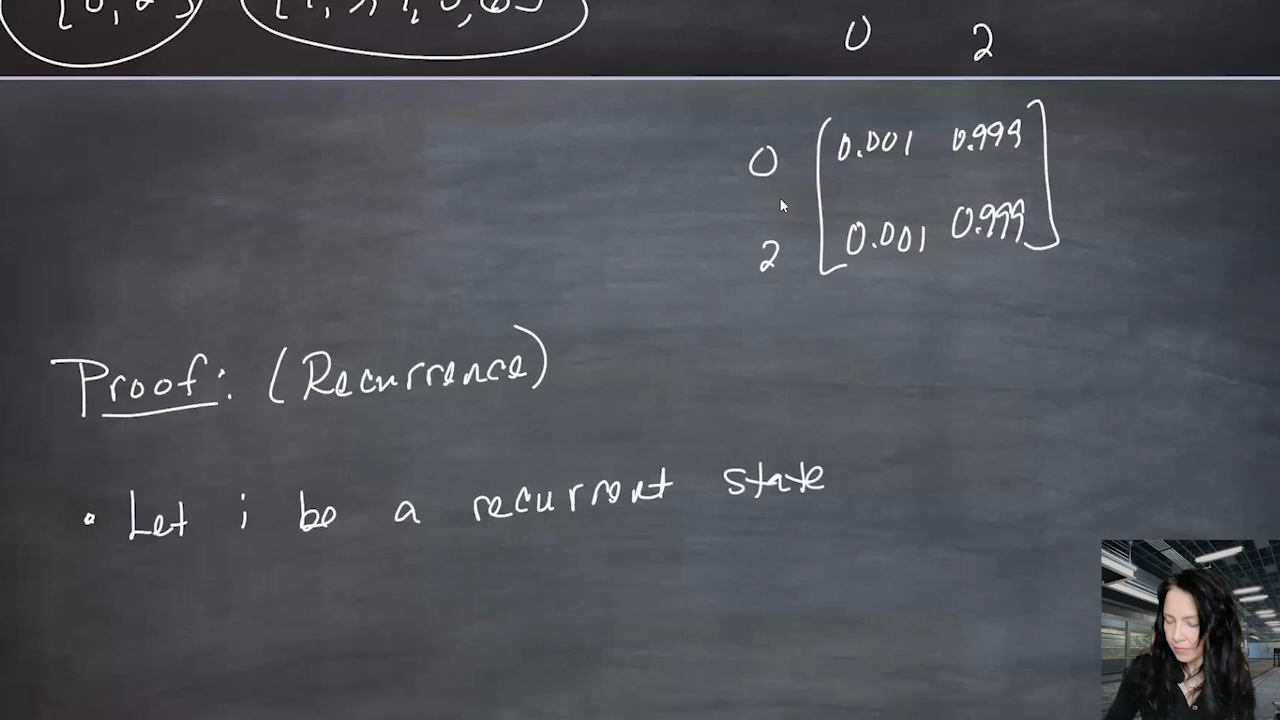 0 2
0 [0.001 0.999]
2 [0.001 0.999]
Proof: (Recurrence)
• Let i be a recurrent state